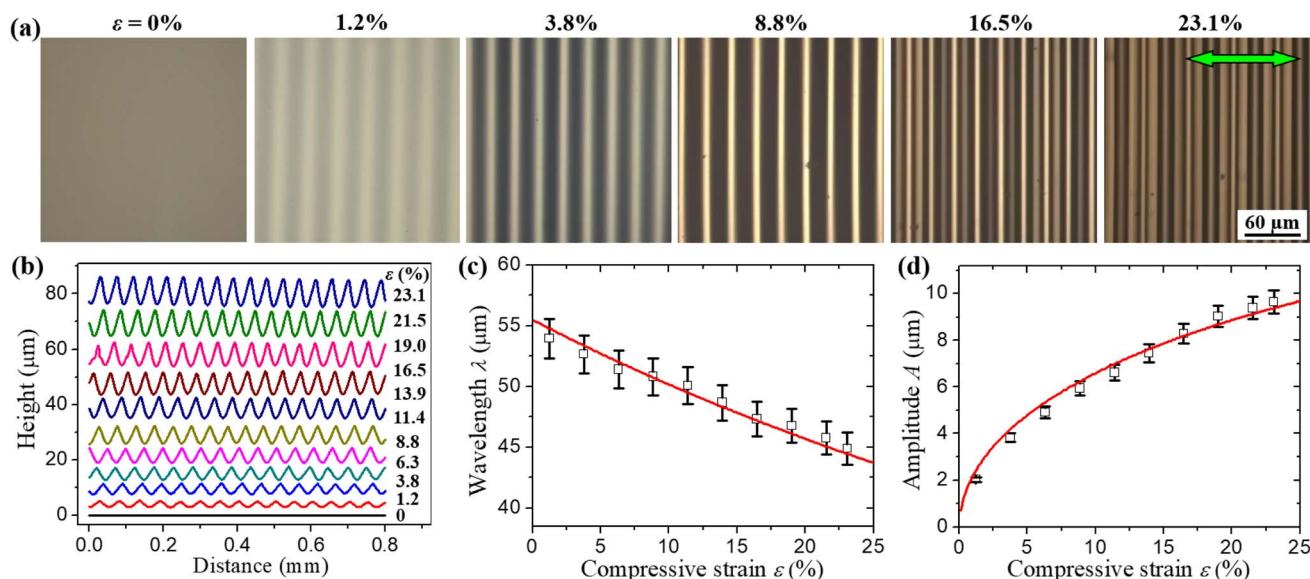 (a) ε = 0% 1.2% 3.8% 8.8% 16.5% 23.1%
60 µm
(b)
ε (%)
80
60
40
20
0
Height (µm)
23.1
21.5
19.0
16.5
13.9
11.4
8.8
6.3
3.8
1.2
0
0.0 0.2 0.4 0.6 0.8
Distance (mm)
(c)
60
55
50
45
40
Wavelength λ (µm)
0 5 10 15 20 25
Compressive strain ε (%)
(d)
10
8
6
4
2
0
Amplitude A (µm)
0 5 10 15 20 25
Compressive strain ε (%)